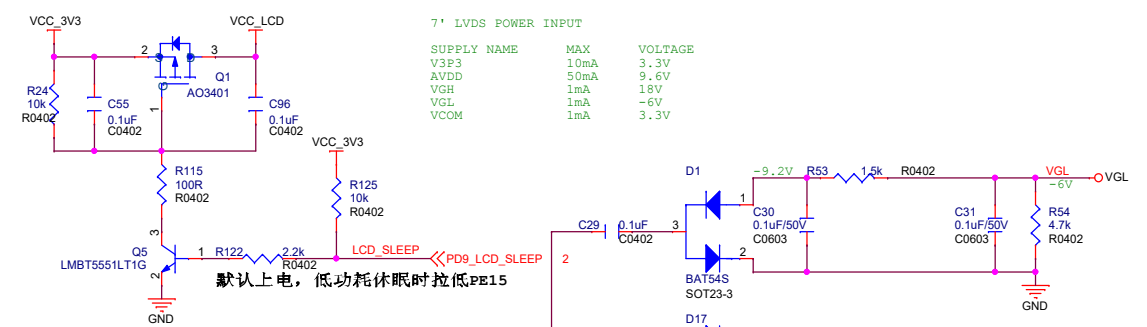 VCC_3V3
VCC_LCD
2
3
Q1
AO3401
G
1
R24
10k
R0402
C55
0.1uF
C0402
C96
0.1uF
C0402
R115
100R
R0402
VCC_3V3
R125
10k
R0402
3
Q5
LMBT5551LT1G
1
2
R122
2.2k
R0402
LCD_SLEEP
PD9_LCD_SLEEP
2
默认上电，低功耗休眠时拉低PE15
GND
7' LVDS POWER INPUT
SUPPLY NAME MAX VOLTAGE
V3P3 10mA 3.3V
AVDD 50mA 9.6V
VGH 1mA 18V
VGL 1mA -6V
VCOM 1mA 3.3V
D1
-9.2V
R53
1.5k
R0402
VGL
-6V
VGL
C29
0.1uF
C0402
3
1
2
BAT54S
SOT23-3
C30
0.1uF/50V
C0603
C31
0.1uF/50V
C0603
R54
4.7k
R0402
GND
D17